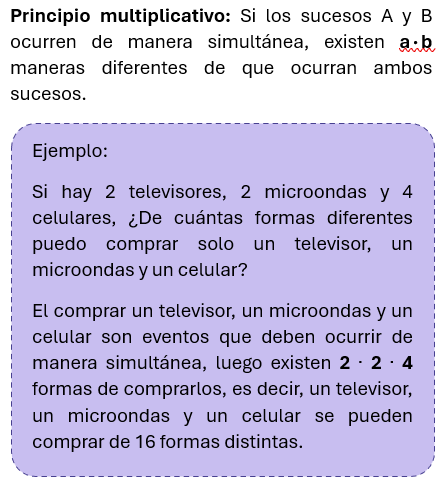 Principio multiplicativo: Si los sucesos A y B
ocurren de manera simultánea, existen a·b
maneras diferentes de que ocurran ambos
sucesos.
Ejemplo:
Si hay 2 televisores, 2 microondas y 4
celulares, ¿De cuántas formas diferentes
puedo comprar solo un televisor, un
microondas y un celular?
El comprar un televisor, un microondas y un
celular son eventos que deben ocurrir de
manera simultánea, luego existen 2 · 2 · 4
formas de comprarlos, es decir, un televisor,
un microondas y un celular se pueden
comprar de 16 formas distintas.